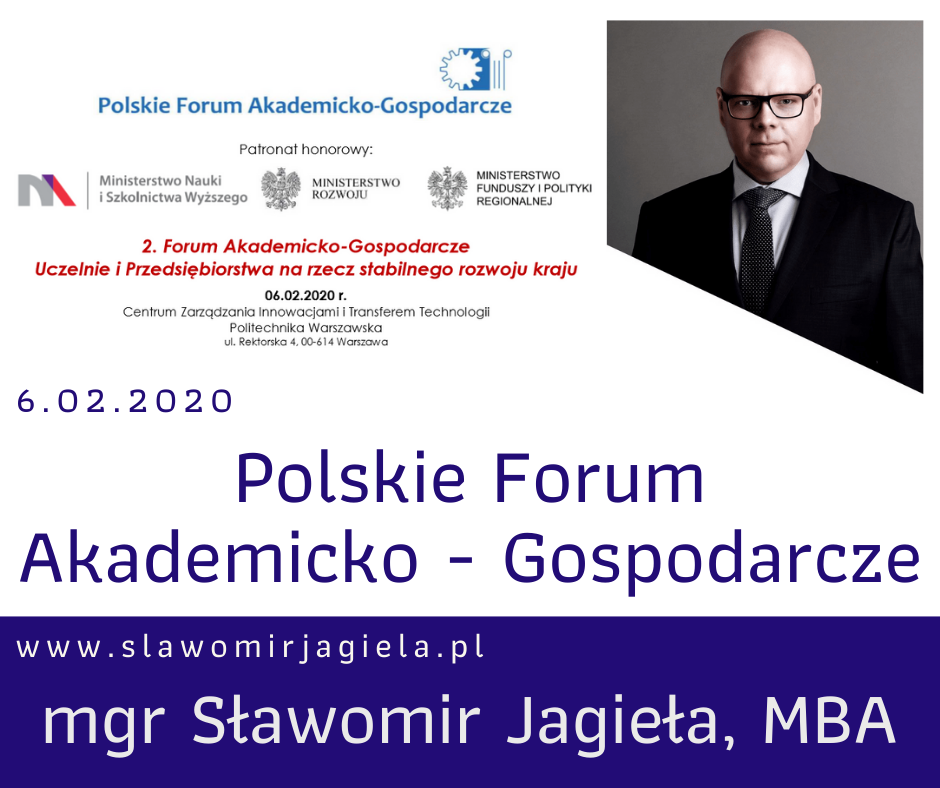 Polskie Forum Akademicko-Gospodarcze
Patronat honorowy:
Ministerstwo Nauki
i Szkolnictwa Wyższego
MINISTERSTWO
ROZWOJU
MINISTERSTWO
FUNDUSZY I POLITYKI
REGIONALNEJ
2. Forum Akademicko-Gospodarcze
Uczelnie i Przedsiębiorstwa na rzecz stabilnego rozwoju kraju
06.02.2020 r.
Centrum Zarządzania Innowacjami i Transferem Technologii
Politechnika Warszawska
ul. Rektorska 4, 00-614 Warszawa
6.02.2020
Polskie Forum
Akademicko - Gospodarcze
www.slawomirjagiela.pl
mgr Sławomir Jagieła, MBA